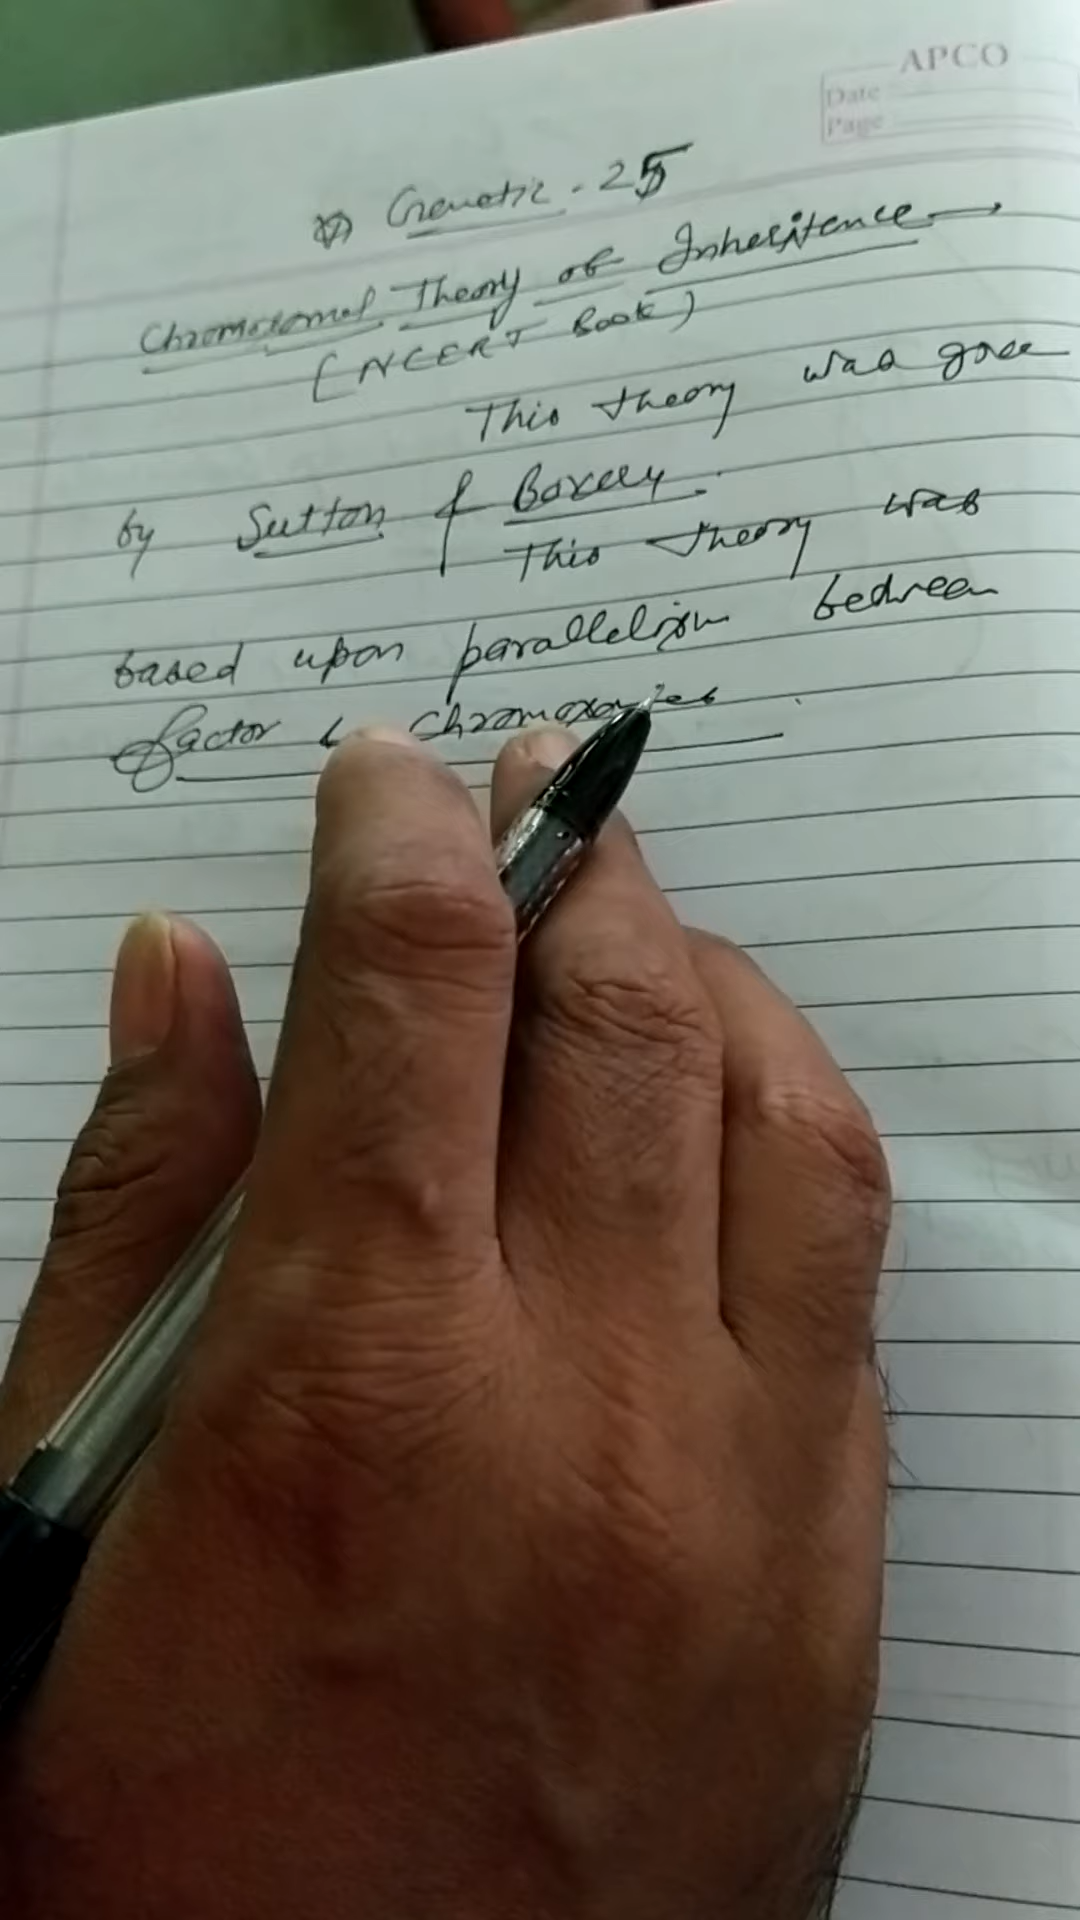 APCO
Date
Page
Genetic - 25
Chromosomal Theory of Inheritence →
(NCERT Book)
This theory was gave
by Sutton & Bovery.
This theory was
based upon parallelism between
factor & chromosomes